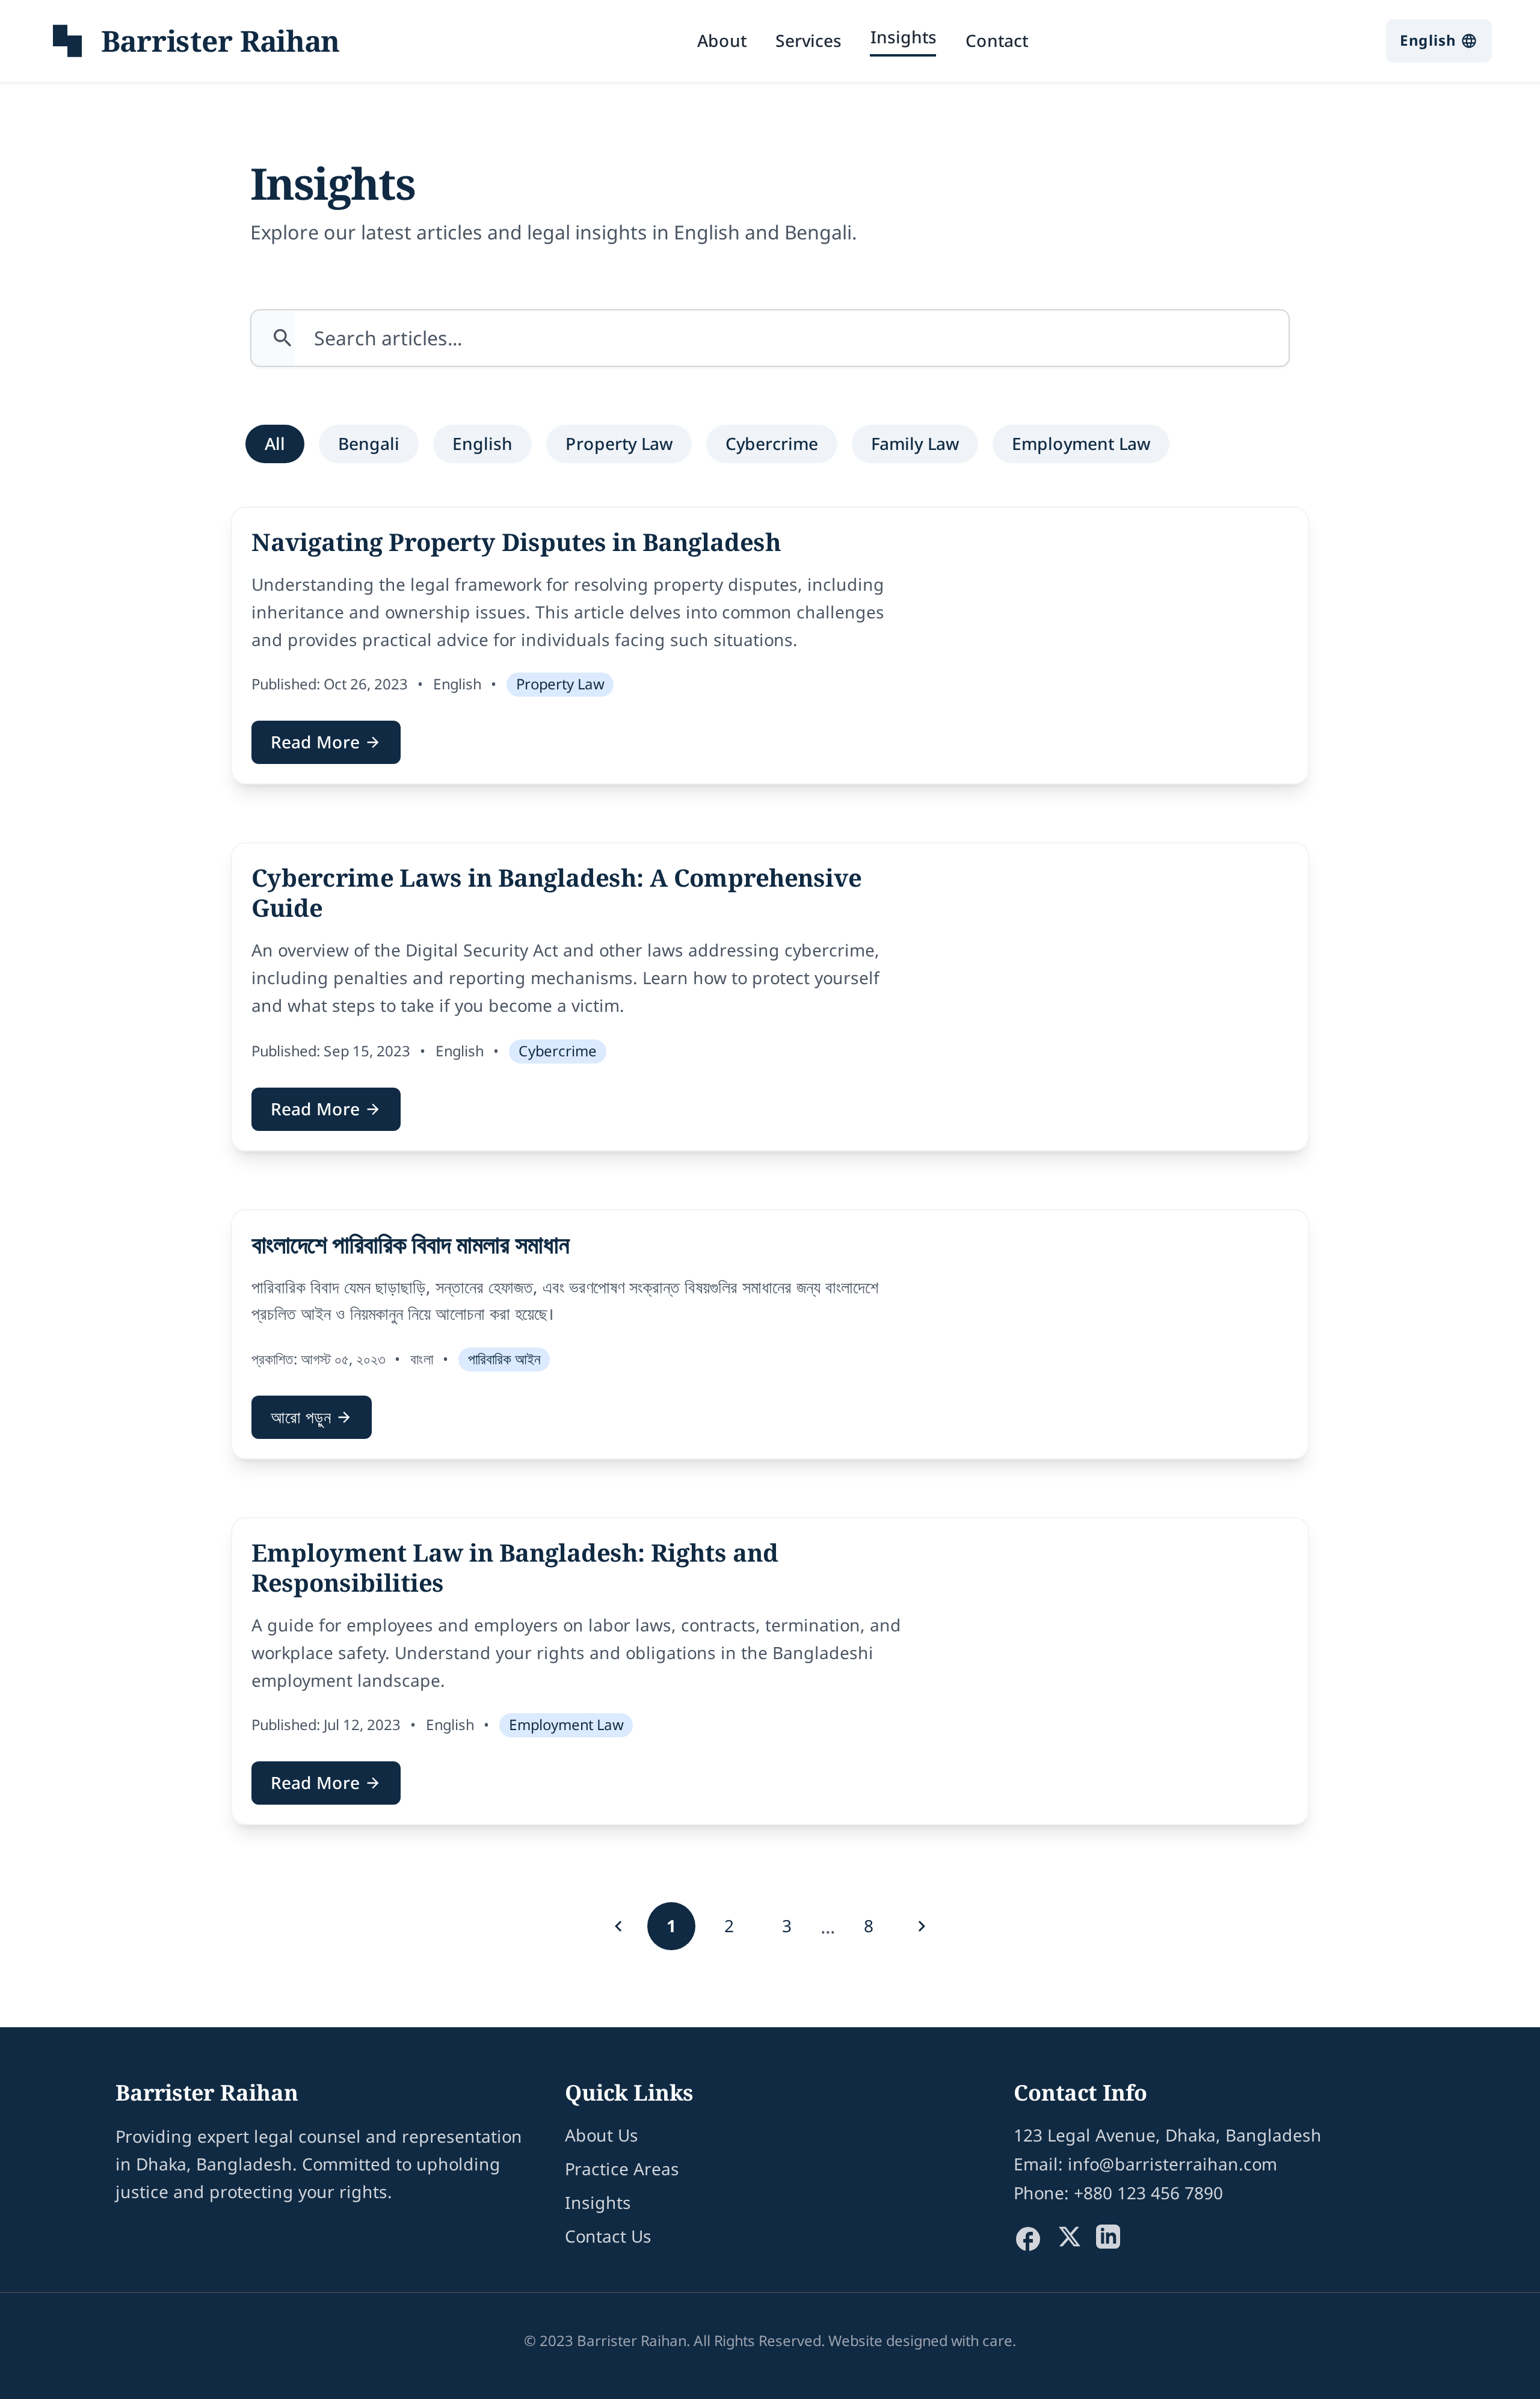 Barrister Raihan
About
Services
Insights
Contact
English
Insights
Explore our latest articles and legal insights in English and Bengali.
Search articles...
All
Bengali
English
Property Law
Cybercrime
Family Law
Employment Law
Navigating Property Disputes in Bangladesh
Understanding the legal framework for resolving property disputes, including
inheritance and ownership issues. This article delves into common challenges
and provides practical advice for individuals facing such situations.
Published: Oct 26, 2023 • English • Property Law
Read More →
Cybercrime Laws in Bangladesh: A Comprehensive
Guide
An overview of the Digital Security Act and other laws addressing cybercrime,
including penalties and reporting mechanisms. Learn how to protect yourself
and what steps to take if you become a victim.
Published: Sep 15, 2023 • English • Cybercrime
Read More →
বাংলাদেশে পারিবারিক বিবাদ মামলার সমাধান
পারিবারিক বিবাদ যেমন ছাড়াছাড়ি, সন্তানের হেফাজত, এবং ভরণপোষণ সংক্রান্ত বিষয়গুলির সমাধানের জন্য বাংলাদেশে
প্রচলিত আইন ও নিয়মকানুন নিয়ে আলোচনা করা হয়েছে।
প্রকাশিত: আগস্ট ০৫, ২০২৩ • বাংলা • পারিবারিক আইন
আরো পড়ুন →
Employment Law in Bangladesh: Rights and
Responsibilities
A guide for employees and employers on labor laws, contracts, termination, and
workplace safety. Understand your rights and obligations in the Bangladeshi
employment landscape.
Published: Jul 12, 2023 • English • Employment Law
Read More →
1 2 3 ... 8
Barrister Raihan
Providing expert legal counsel and representation
in Dhaka, Bangladesh. Committed to upholding
justice and protecting your rights.
Quick Links
About Us
Practice Areas
Insights
Contact Us
Contact Info
123 Legal Avenue, Dhaka, Bangladesh
Email: info@barristerraihan.com
Phone: +880 123 456 7890
© 2023 Barrister Raihan. All Rights Reserved. Website designed with care.